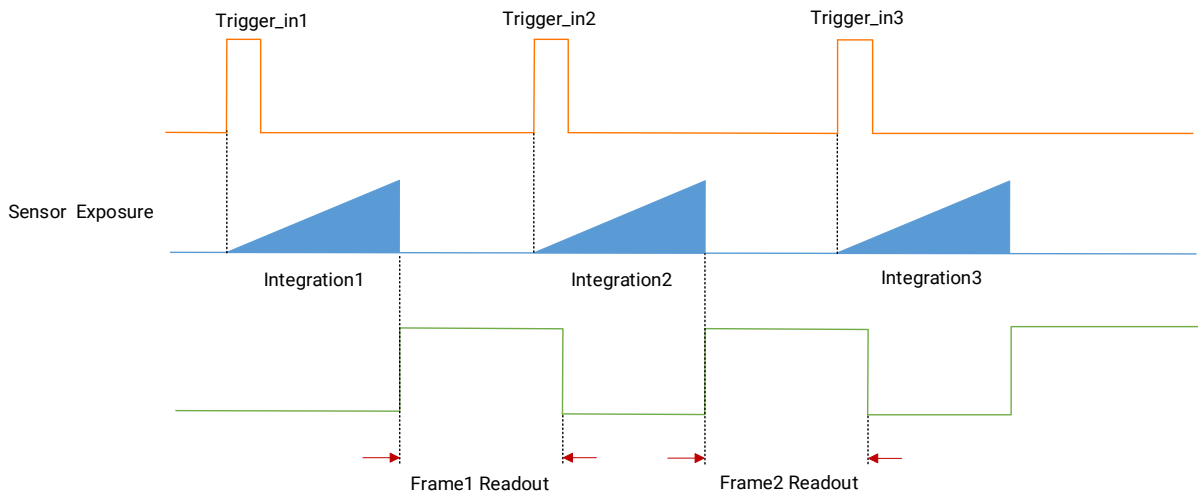 Trigger_in1
Trigger_in2
Trigger_in3
Sensor Exposure
Integration1
Integration2
Integration3
Frame1 Readout
Frame2 Readout